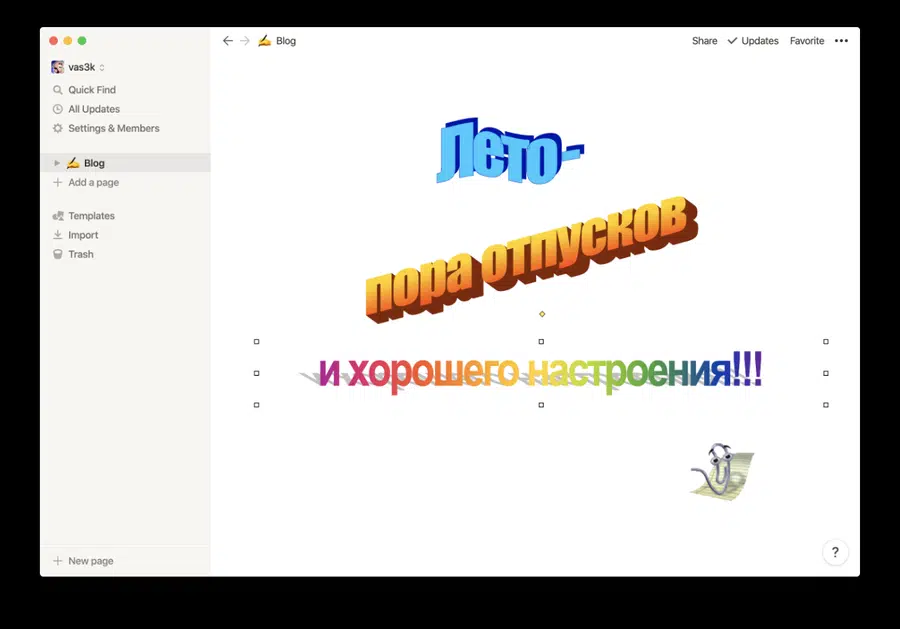 Blog
Share
Updates
Favorite
vas3k
Quick Find
All Updates
Settings & Members
Blog
Add a page
Templates
Import
Trash
Лето-
пора отпусков
и хорошего настроения!!!
New page
?